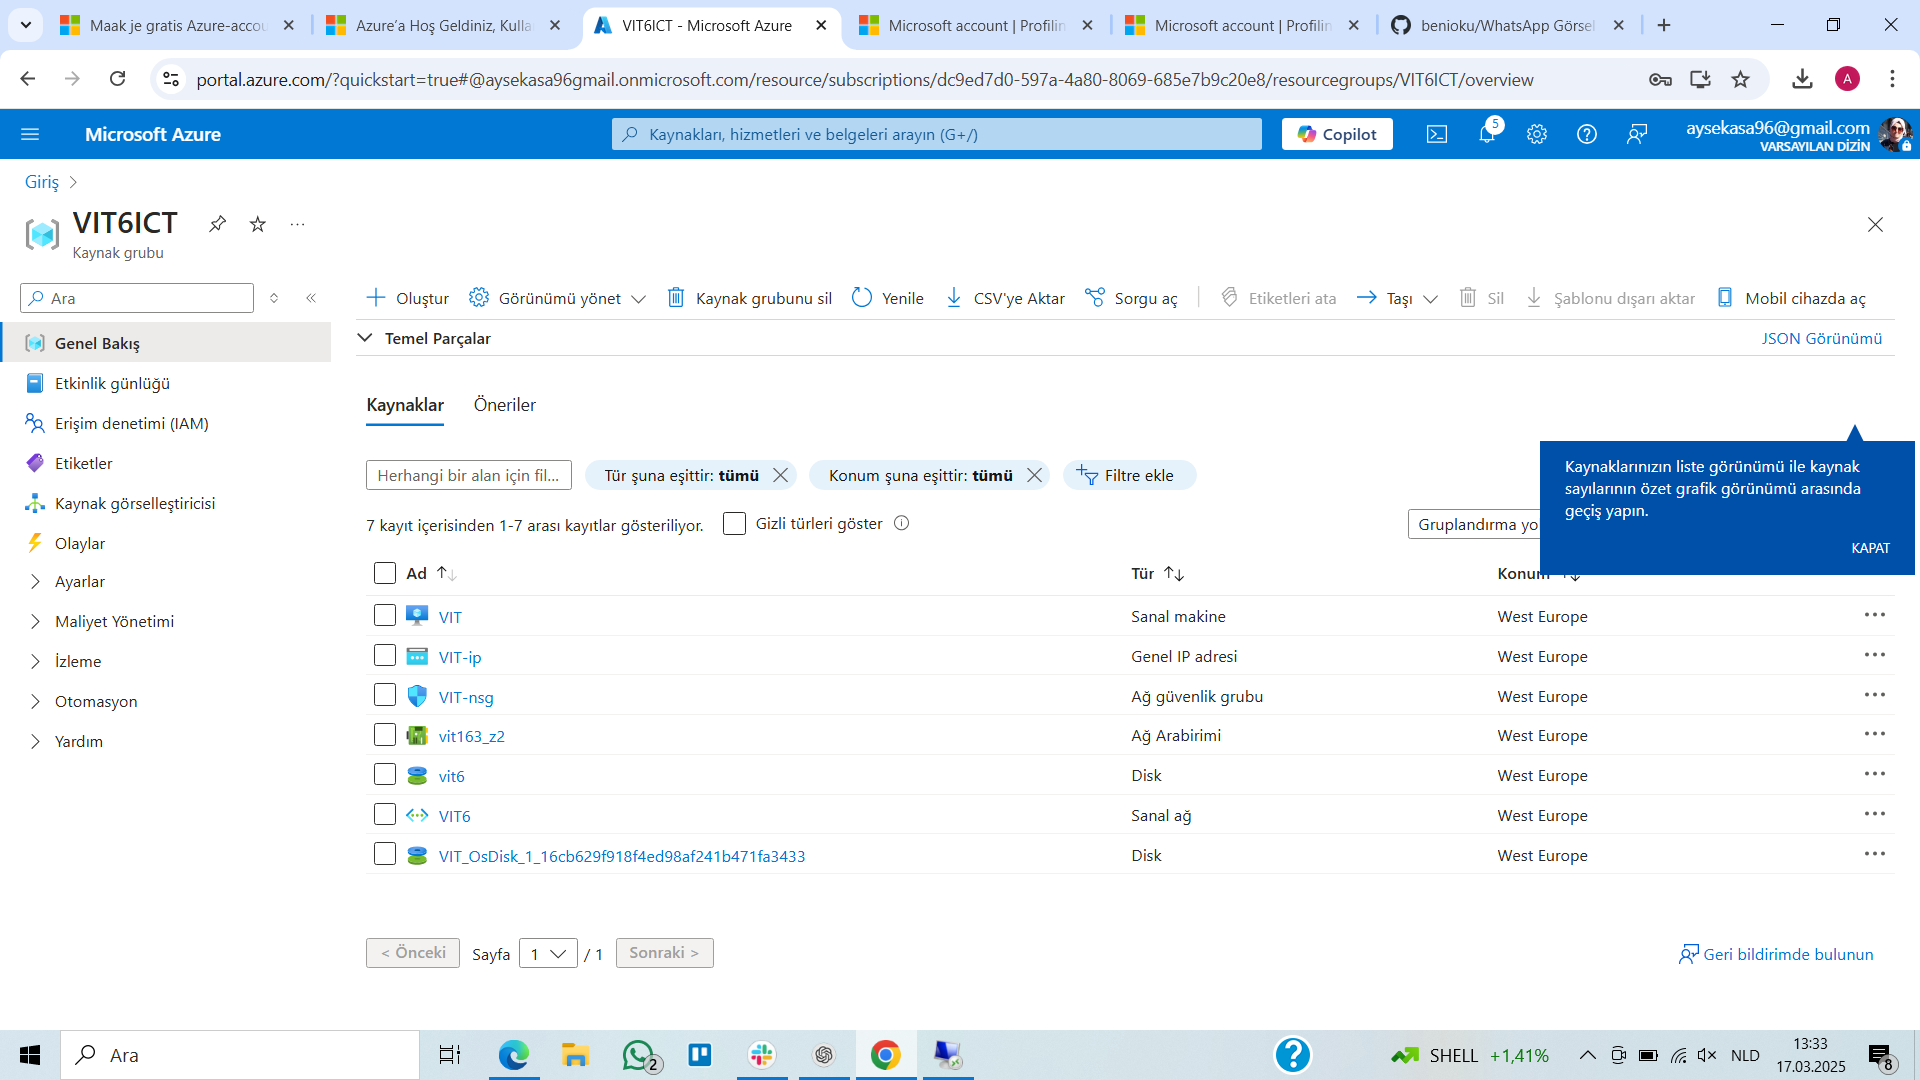 Maak je gratis Azure-accou
Azure'a Hoş Geldiniz, Kulla
VIT6ICT - Microsoft Azure
Microsoft account | Profilin
Microsoft account | Profilin
benioku/WhatsApp Görsel
portal.azure.com/?quickstart=true#@aysekasa96gmail.onmicrosoft.com/resource/subscriptions/dc9ed7d0-597a-4a80-8069-685e7b9c20e8/resourcegroups/VIT6ICT/overview
A
Microsoft Azure
Kaynakları, hizmetleri ve belgeleri arayın (G+/)
Copilot
5
aysekasa96@gmail.com
VARSAYILAN DİZİN
Giriş
VIT6ICT
Kaynak grubu
Ara
Oluştur
Görünümü yönet
Kaynak grubunu sil
Yenile
CSV'ye Aktar
Sorgu aç
Etiketleri ata
Taşı
Sil
Şablonu dışarı aktar
Mobil cihazda aç
Genel Bakış
Etkinlik günlüğü
Erişim denetimi (IAM)
Etiketler
Kaynak görselleştiricisi
Olaylar
Ayarlar
Maliyet Yönetimi
İzleme
Otomasyon
Yardım
Temel Parçalar
JSON Görünümü
Kaynaklar
Öneriler
Herhangi bir alan için fil...
Tür şuna eşittir: tümü
Konum şuna eşittir: tümü
Filtre ekle
Kaynaklarınızın liste görünümü ile kaynak
sayılarının özet grafik görünümü arasında
geçiş yapın.
KAPAT
7 kayıt içerisinden 1-7 arası kayıtlar gösteriliyor.
Gizli türleri göster
Gruplandırma yo
Ad
Tür
Konum
VIT
Sanal makine
West Europe
VIT-ip
Genel IP adresi
West Europe
VIT-nsg
Ağ güvenlik grubu
West Europe
vit163_z2
Ağ Arabirimi
West Europe
vit6
Disk
West Europe
VIT6
Sanal ağ
West Europe
VIT_OsDisk_1_16cb629f918f4ed98af241b471fa3433
Disk
West Europe
< Önceki
Sayfa
1
/ 1
Sonraki >
Geri bildirimde bulunun
Ara
2
SHELL
+1,41%
NLD
13:33
17.03.2025
8